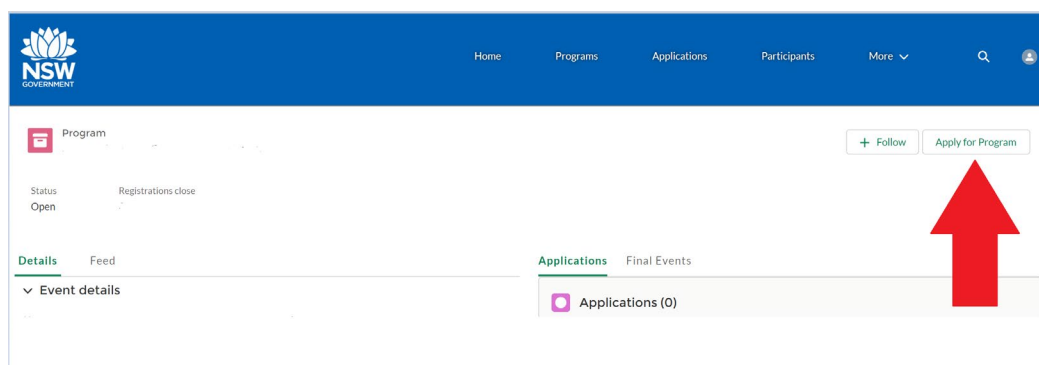 NSW
GOVERNMENT
Home Programs Applications Participants More
Program
+ Follow Apply for Program
Status Registrations close
Open
Details Feed
Applications Final Events
Event details
Applications (0)